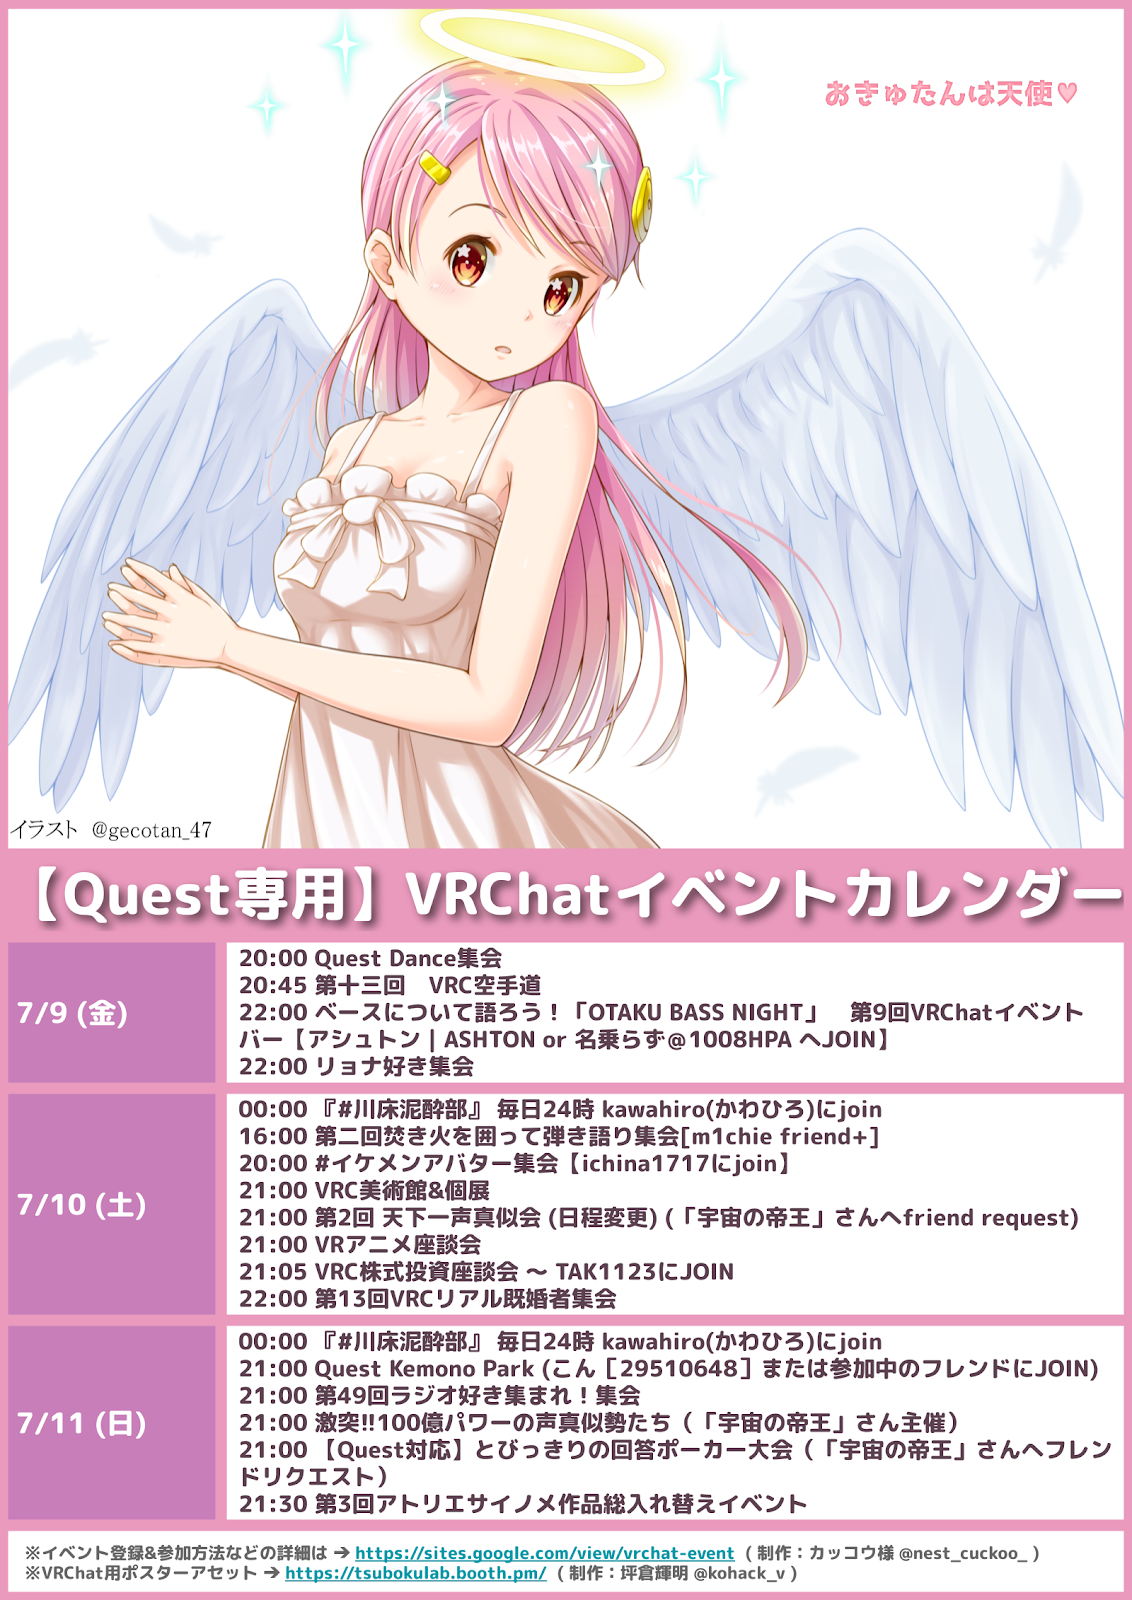 おきゅたんは天使♥
イラスト @gecotan_47
【Quest専用】VRChatイベントカレンダー
7/9 (金)
20:00 Quest Dance集会
20:45 第十三回　VRC空手道
22:00 ベースについて語ろう！「OTAKU BASS NIGHT」　第9回VRChatイベント
バー【アシュトン | ASHTON or 名乗らず@1008HPA へJOIN】
22:00 リョナ好き集会
7/10 (土)
00:00 『#川床泥酔部』 毎日24時 kawahiro(かわひろ)にjoin
16:00 第二回焚き火を囲って弾き語り集会[m1chie friend+]
20:00 #イケメンアバター集会【ichina1717にjoin】
21:00 VRC美術館&個展
21:00 第2回 天下一声真似会 (日程変更) (「宇宙の帝王」さんへfriend request)
21:00 VRアニメ座談会
21:05 VRC株式投資座談会 ～ TAK1123にJOIN
22:00 第13回VRCリアル既婚者集会
7/11 (日)
00:00 『#川床泥酔部』 毎日24時 kawahiro(かわひろ)にjoin
21:00 Quest Kemono Park (こん［29510648］または参加中のフレンドにJOIN)
21:00 第49回ラジオ好き集まれ！集会
21:00 激突!!100億パワーの声真似勢たち（「宇宙の帝王」さん主催）
21:00 【Quest対応】とびっきりの回答ポーカー大会（「宇宙の帝王」さんへフレン
ドリクエスト）
21:30 第3回アトリエサイノメ作品総入れ替えイベント
※イベント登録&参加方法などの詳細は → https://sites.google.com/view/vrchat-event （ 制作：カッコウ様 @nest_cuckoo_ ）
※VRChat用ポスターアセット → https://tsubokulab.booth.pm/ （ 制作：坪倉輝明 @kohack_v ）